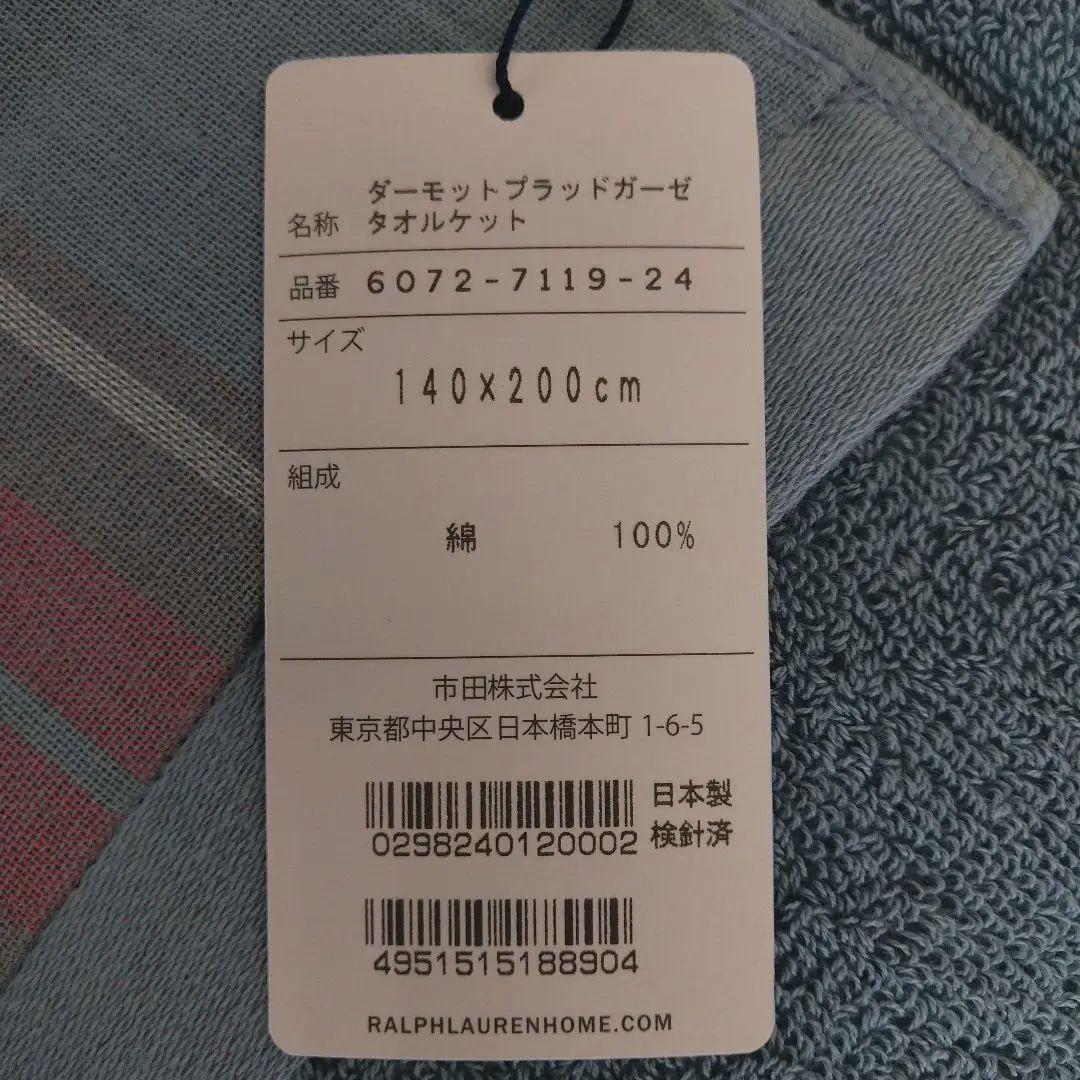 ダーモットプラッドガーゼ
名称 タオルケット
品番 6072-7119-24
サイズ
140×200cm
組成
綿 100%
市田株式会社
東京都中央区日本橋本町 1-6-5
日本製
0298240120002 検針済
4951515188904
RALPHLAURENHOME.COM